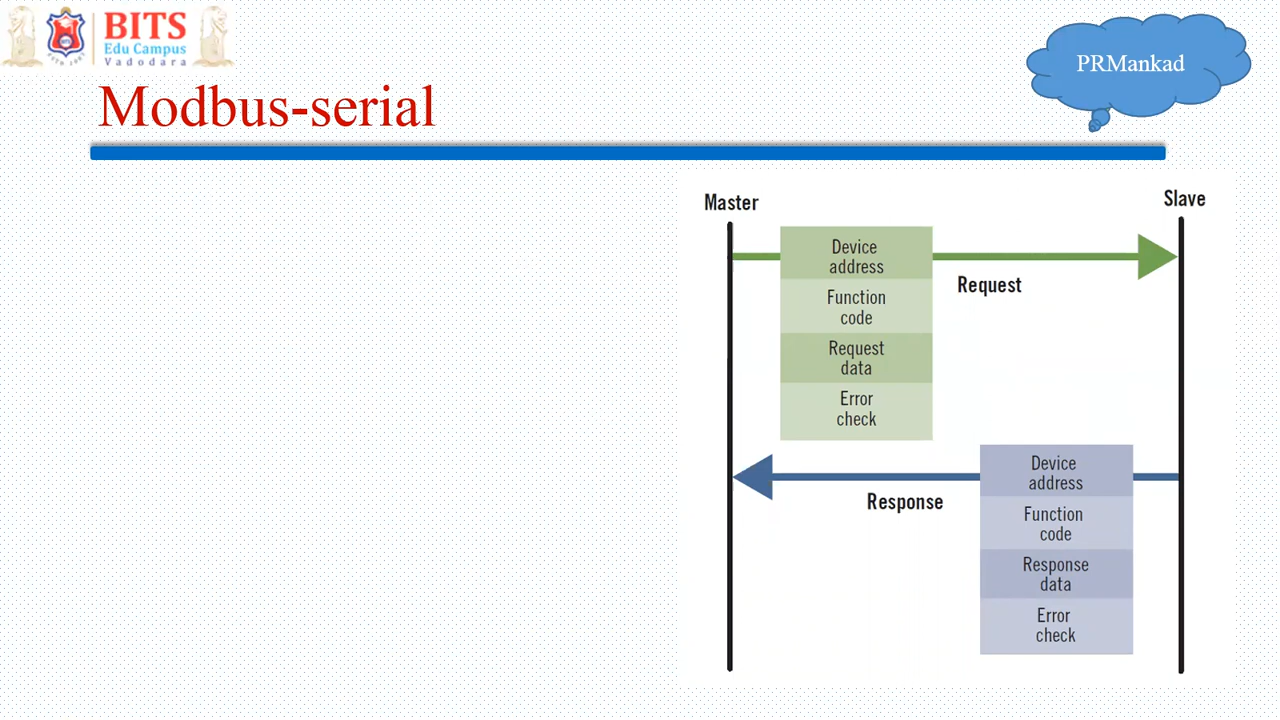 BITS
Edu Campus
Vadodara
PRMankad
Modbus-serial
Master
Slave
Device
address
Function
code
Request
data
Error
check
Request
Response
Device
address
Function
code
Response
data
Error
check